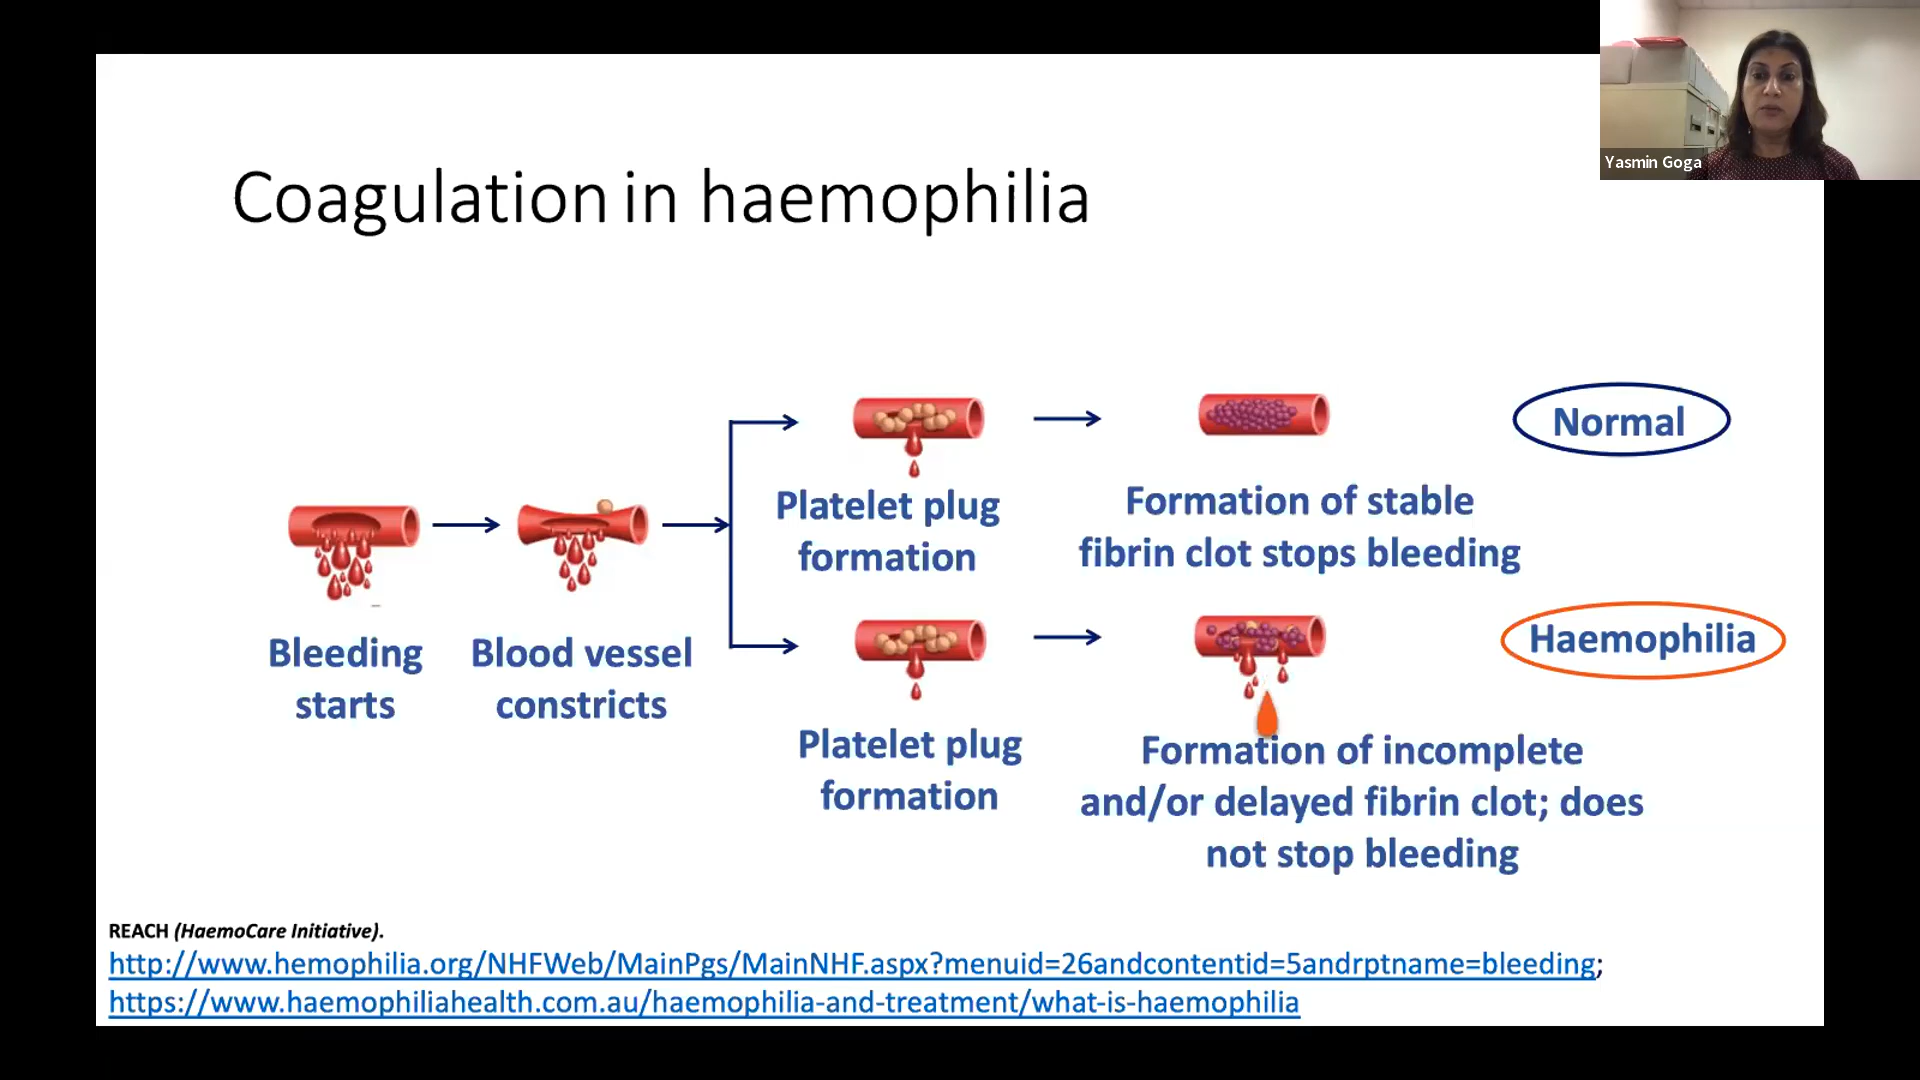 Yasmin Goga
Coagulation in haemophilia
Normal
Platelet plug
formation
Formation of stable
fibrin clot stops bleeding
Haemophilia
Bleeding
starts
Blood vessel
constricts
Platelet plug
formation
Formation of incomplete
and/or delayed fibrin clot; does
not stop bleeding
REACH (HaemoCare Initiative).
http://www.hemophilia.org/NHFWeb/MainPgs/MainNHF.aspx?menuid=26andcontentid=5andrptname=bleeding;
https://www.haemophiliahealth.com.au/haemophilia-and-treatment/what-is-haemophilia